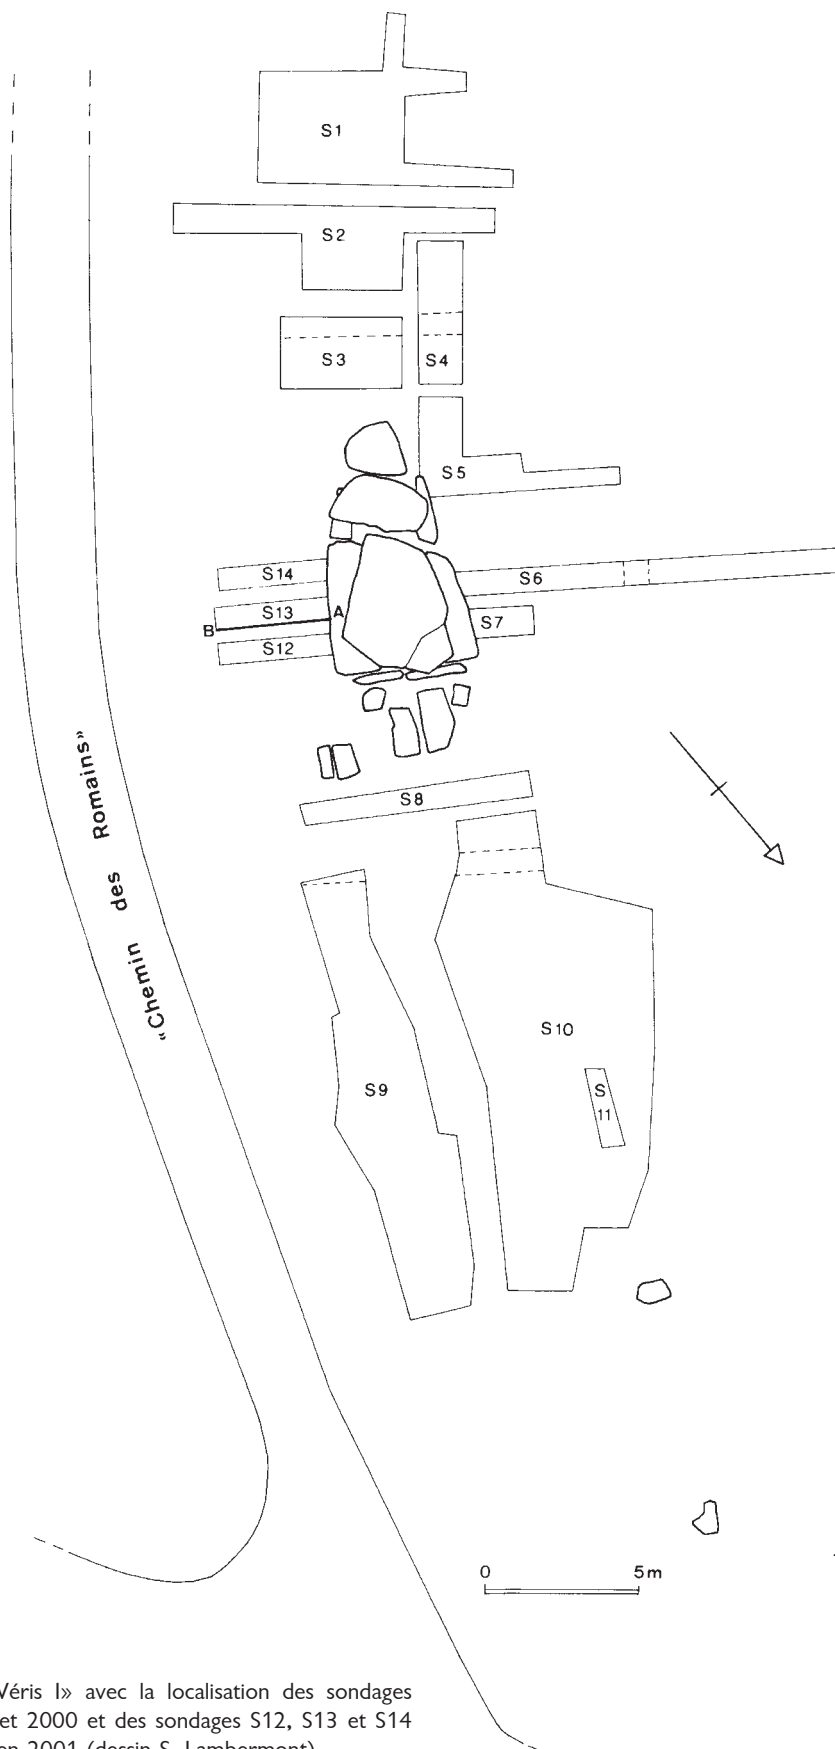 S1
S2
S3
S4
S5
S14
S6
S13
A
B
S7
S12
S8
"Chemin des Romains"
S10
S9
S
11
0 5m
Véris I» avec la localisation des sondages
et 2000 et des sondages S12, S13 et S14
en 2001 (dessin S. Lambermont)